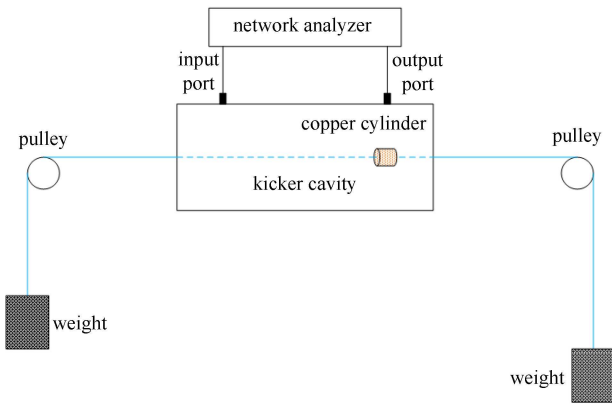 network analyzer
input
port
output
port
copper cylinder
pulley
pulley
kicker cavity
weight
weight